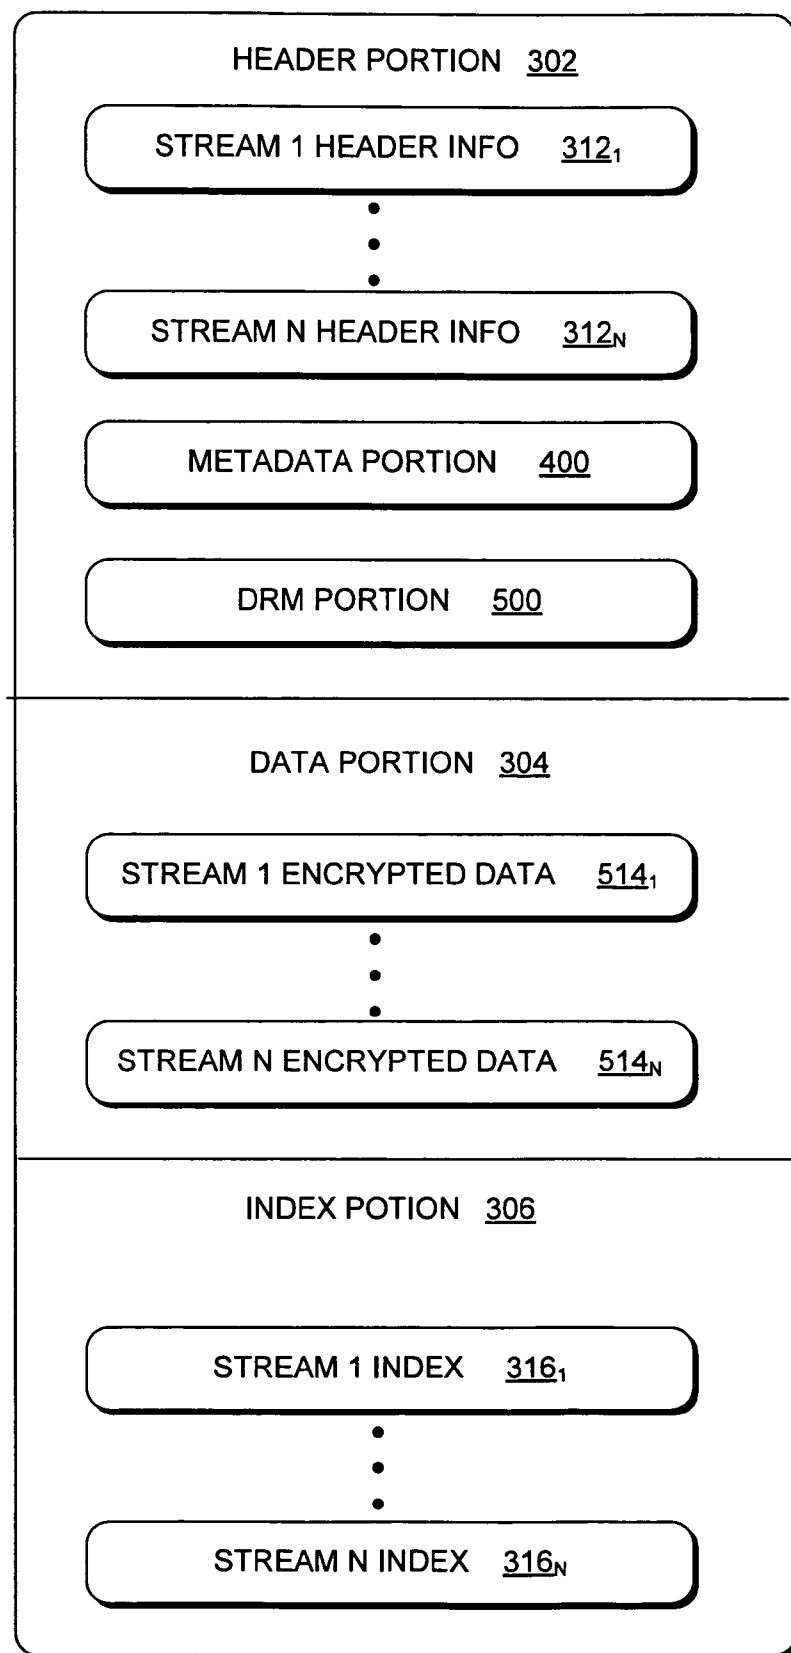 HEADER PORTION 302
STREAM 1 HEADER INFO 312₁
STREAM N HEADER INFO 312N
METADATA PORTION 400
DRM PORTION 500
DATA PORTION 304
STREAM 1 ENCRYPTED DATA 514₁
STREAM N ENCRYPTED DATA 514N
INDEX POTION 306
STREAM 1 INDEX 316₁
STREAM N INDEX 316N